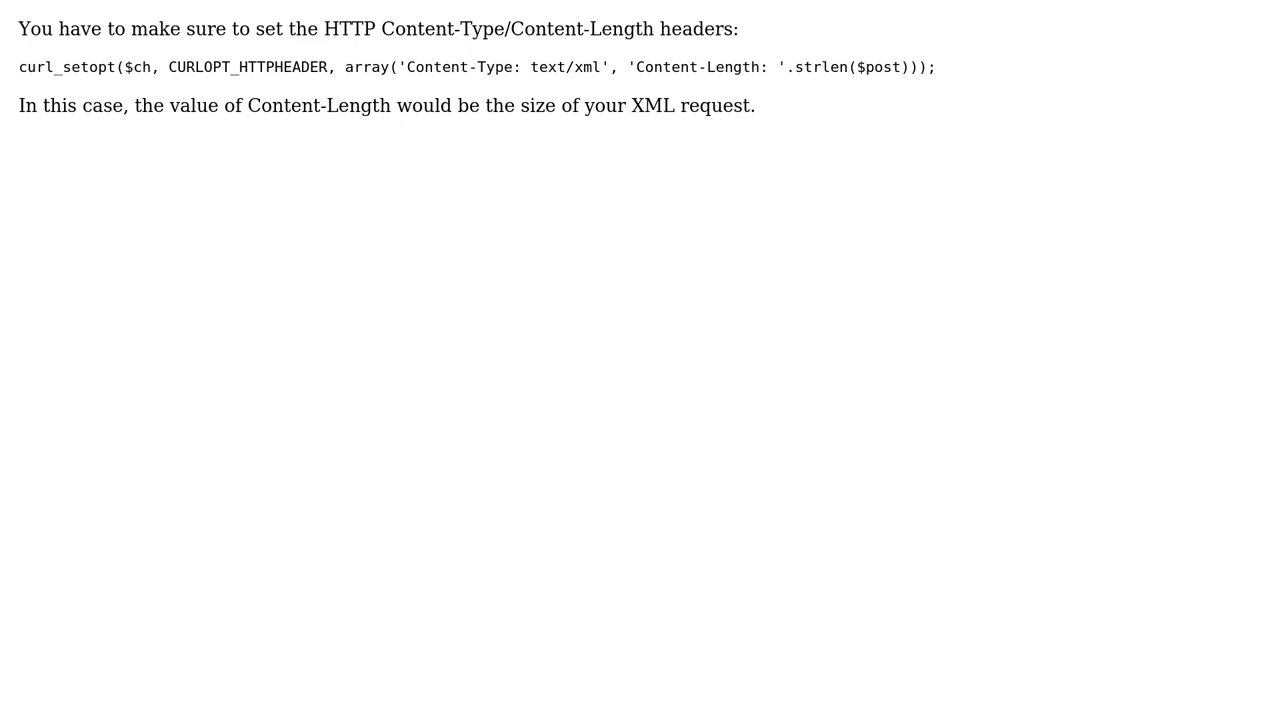 You have to make sure to set the HTTP Content-Type/Content-Length headers:
curl_setopt($ch, CURLOPT_HTTPHEADER, array('Content-Type: text/xml', 'Content-Length: '.strlen($post)));
In this case, the value of Content-Length would be the size of your XML request.